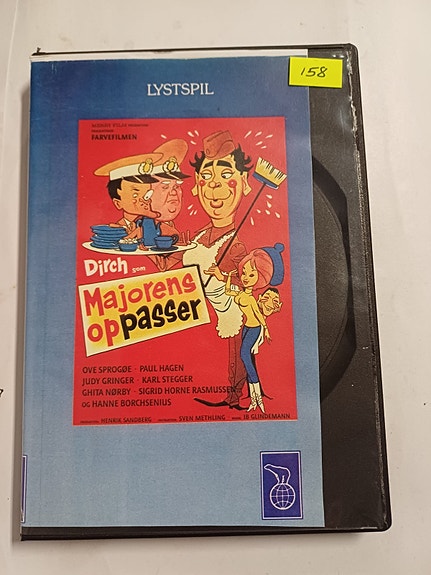 LYSTSPIL
158
FARVEFILMEN
Dirch som
Majorens
oppasser
OVE SPROGØE · PAUL HAGEN
JUDY GRINGER · KARL STEGGER
GHITA NØRBY · SIGRID HORNE RASMUSSEN
OG HANNE BORCHSENIUS
HENRIK SANDBERG · SVEN METHLING · IB GLINDEMANN